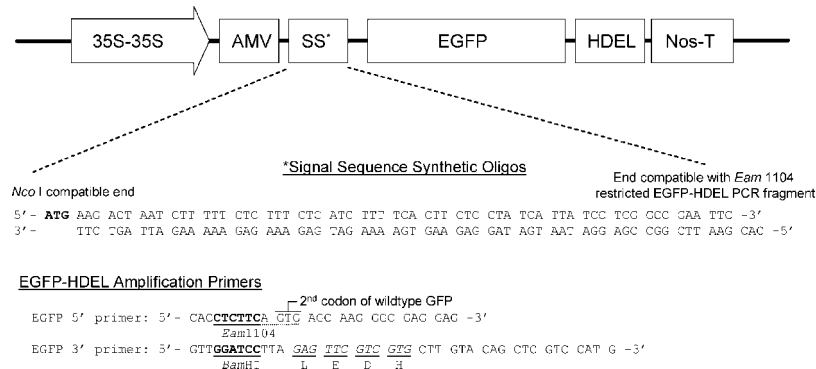 35S-35S AMV SS* EGFP HDEL Nos-T
*Signal Sequence Synthetic Oligos
Nco I compatible end
End compatible with Eam 1104
restricted EGFP-HDEL PCR fragment
5'- ATG AAG ACT AAT CTT TTT CTC TTT CTC ATC TTT TCA CTT CTC CTA TCA TTA TCC TCG GCC GAA TTC -3'
3'- TTC TGA TTA GAA AAA GAG AAA GAG TAG AAA AGT GAA GAG GAT AGT AAT AGG AGC CGG CTT AAG CAC -5'
EGFP-HDEL Amplification Primers
2nd codon of wildtype GFP
EGFP 5' primer: 5'- CACCTCTTCA GTG AGC AAG GGC GAG GAG -3'
Eam1104
EGFP 3' primer: 5'- GTTGGATCCTTA GAG TTC GTC GTG CTT GTA CAG CTC GTC CAT G -3'
BamHI L E D H